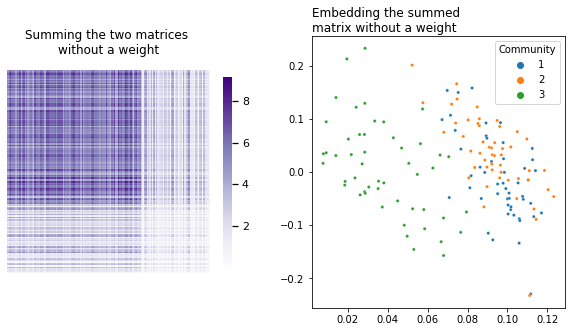 Summing the two matrices
without a weight
8
6
4
2
Embedding the summed
matrix without a weight
Community
1
2
3
0.2
0.1
0.0
−0.1
−0.2
0.02 0.04 0.06 0.08 0.10 0.12